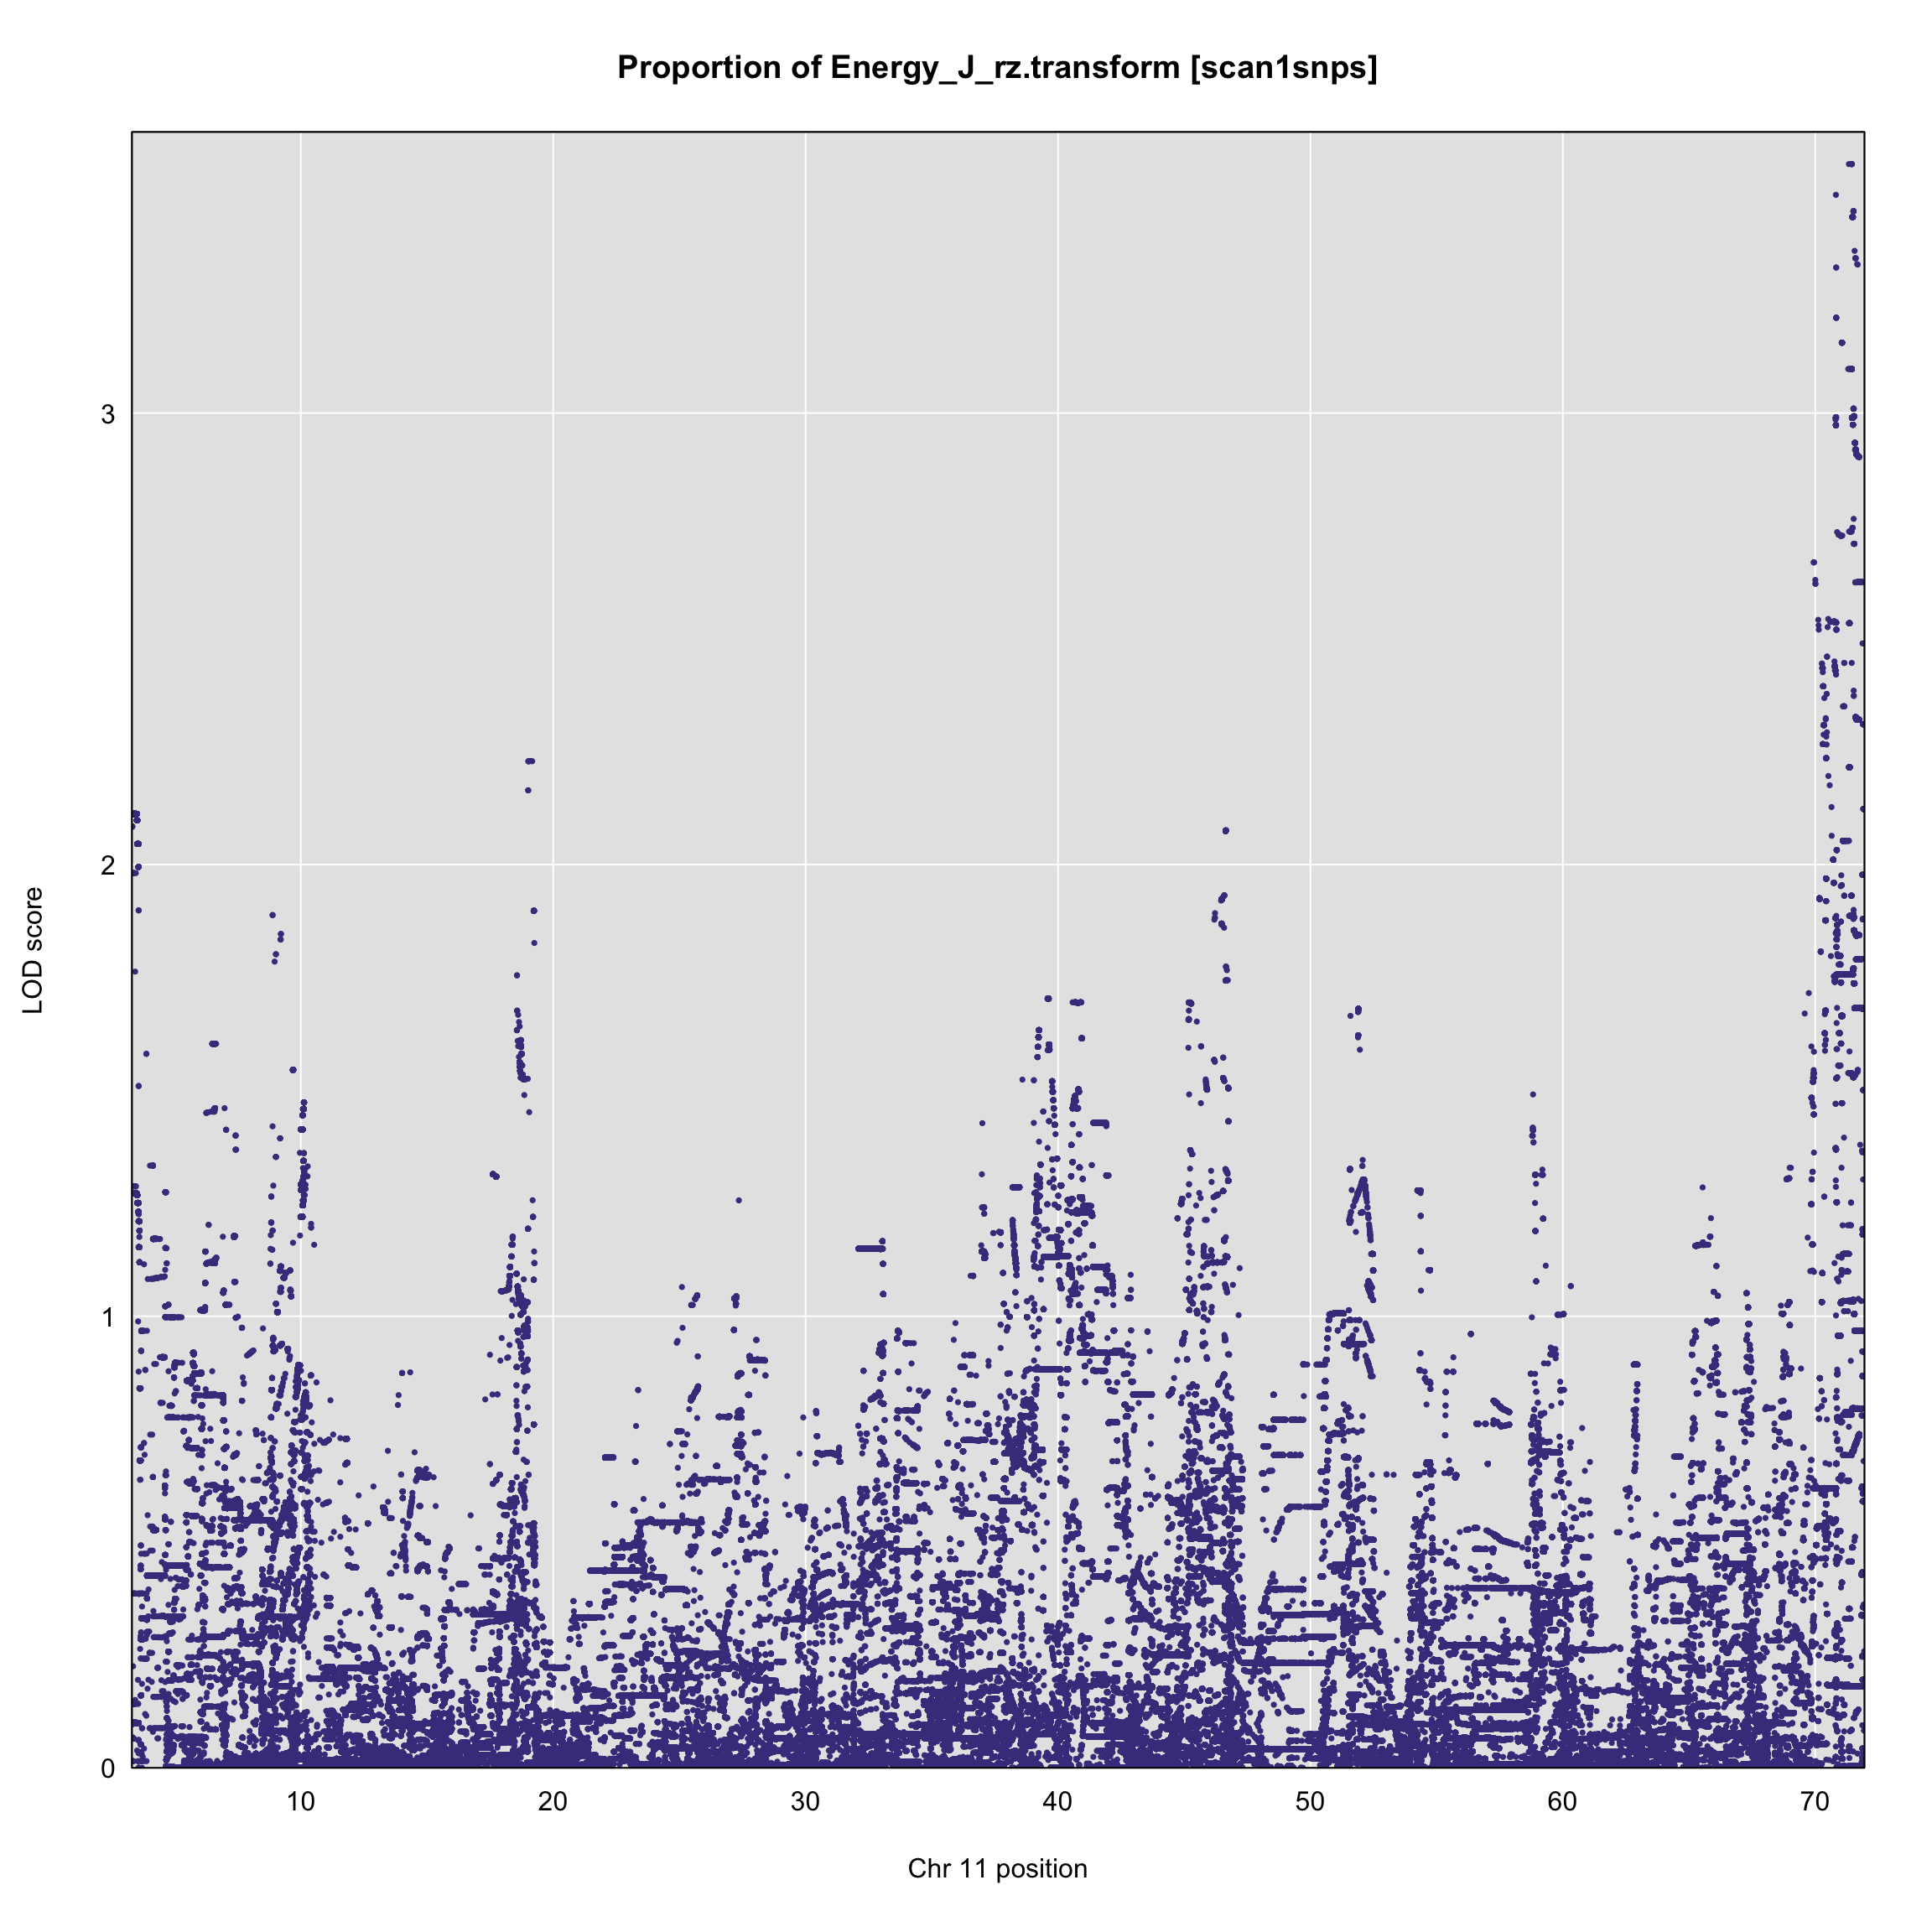 Proportion of Energy_J_rz.transform [scan1snps]
3
2
1
0
LOD score
10 20 30 40 50 60 70
Chr 11 position